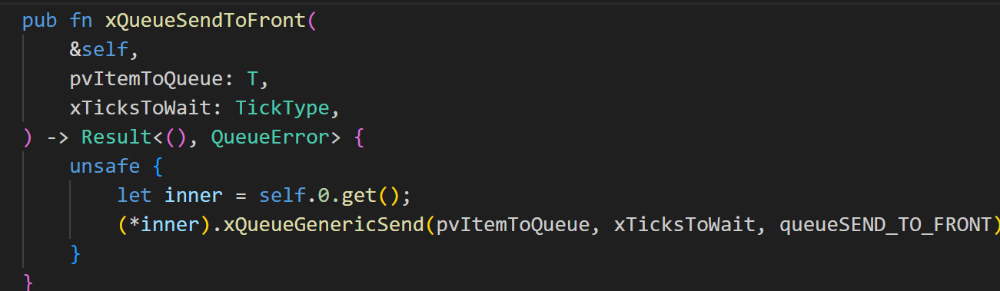 pub fn xQueueSendToFront(
    &self,
    pvItemToQueue: T,
    xTicksToWait: TickType,
) -> Result<(), QueueError> {
    unsafe {
        let inner = self.0.get();
        (*inner).xQueueGenericSend(pvItemToQueue, xTicksToWait, queueSEND_TO_FRONT)
    }
}